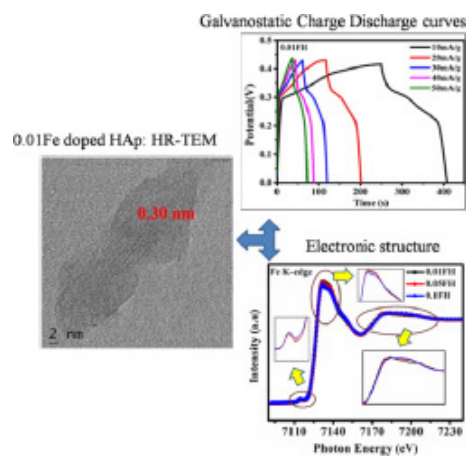 Galvanostatic Charge Discharge curves
0.01FH
10mA/g
20mA/g
30mA/g
40mA/g
50mA/g
Potential(V)
0.6
0.4
0.3
0.2
0.0
0 100 200 300 400
Time (s)
0.01Fe doped HAp: HR-TEM
0.30 nm
2 nm
Electronic structure
Fe K-edge
0.01FH
0.05FH
0.1FH
Intensity (a.u)
7110 7140 7170 7200 7230
Photon Energy (eV)